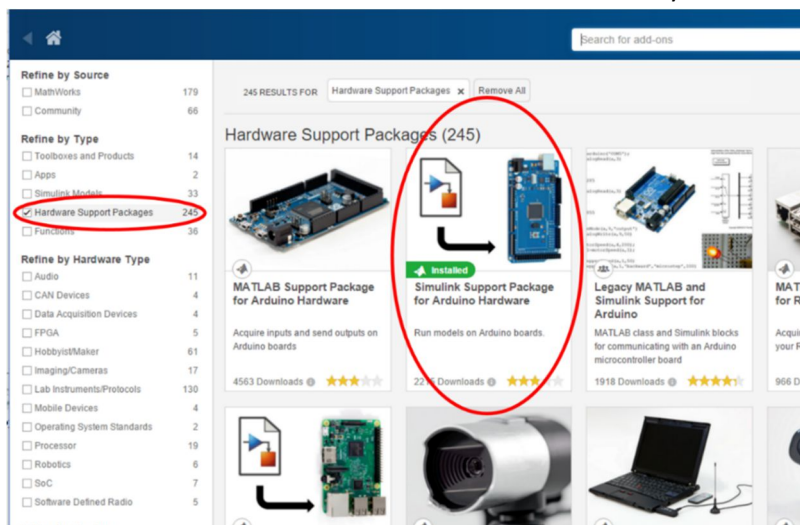 Search for add-ons
Refine by Source
MathWorks 179
Community 66
Refine by Type
Toolboxes and Products 14
Apps 2
Simulink Models 33
Hardware Support Packages 245
Functions 36
Refine by Hardware Type
Audio 11
CAN Devices 4
Data Acquisition Devices 4
FPGA 5
Hobbyist/Maker 61
Imaging/Cameras 17
Lab Instruments/Protocols 130
Mobile Devices 4
Operating System Standards 2
Processor 19
Robotics 6
SoC 7
Software Defined Radio 5
245 RESULTS FOR Hardware Support Packages x Remove All
Hardware Support Packages (245)
MATLAB Support Package
for Arduino Hardware
Acquire inputs and send outputs on
Arduino boards
4563 Downloads
Installed
Simulink Support Package
for Arduino Hardware
Run models on Arduino boards.
Downloads
Legacy MATLAB and
Simulink Support for
Arduino
MATLAB class and Simulink blocks
for communicating with an Arduino
microcontroller board
1918 Downloads
MAT
for R
Acqui
your R
966 D